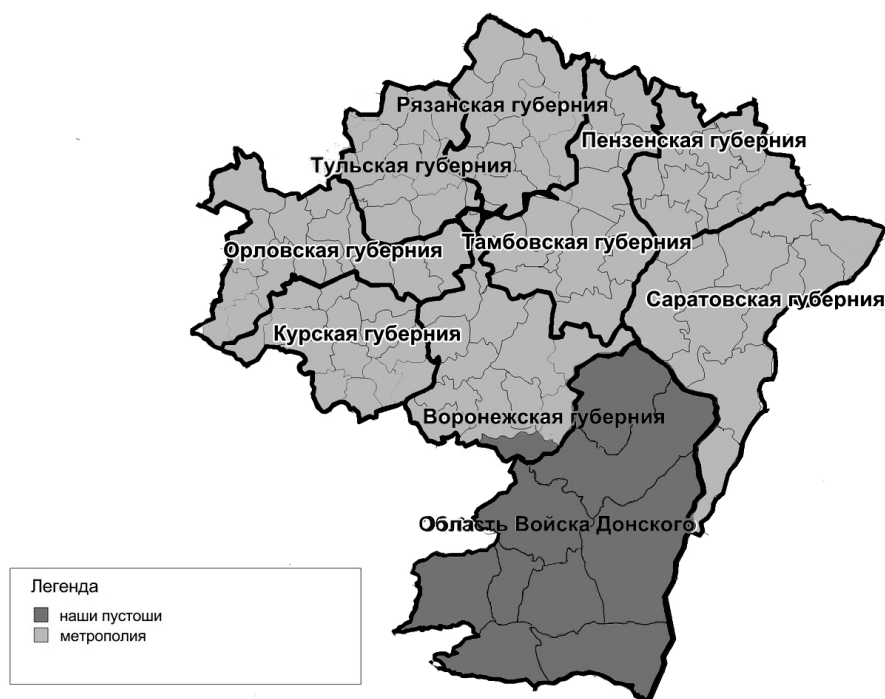 Рязанская губерния
Пензенская губерния
Тульская губерния
Орловская губерния
Тамбовская губерния
Саратовская губерния
Курская губерния
Воронежская губерния
Область Войска Донского
Легенда
наши пустоши
метрополия